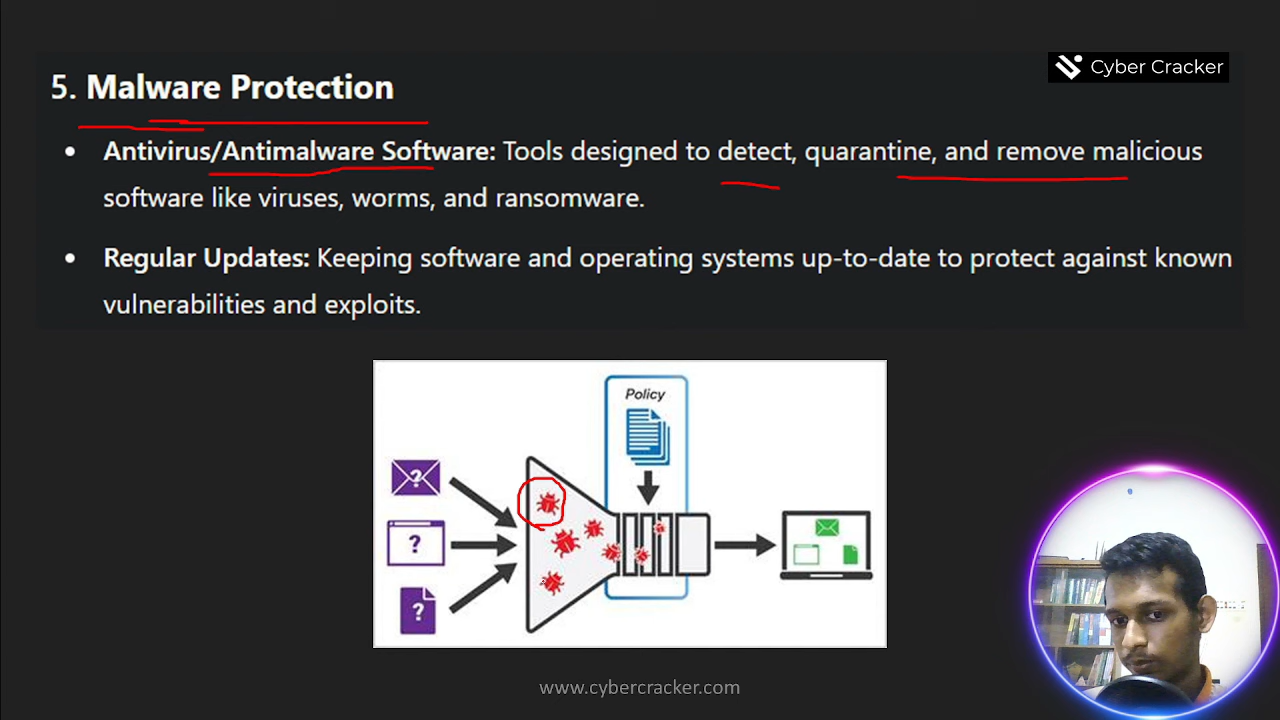 Cyber Cracker
5. Malware Protection
• Antivirus/Antimalware Software: Tools designed to detect, quarantine, and remove malicious
software like viruses, worms, and ransomware.
• Regular Updates: Keeping software and operating systems up-to-date to protect against known
vulnerabilities and exploits.
Policy
?
?
?
www.cybercracker.com